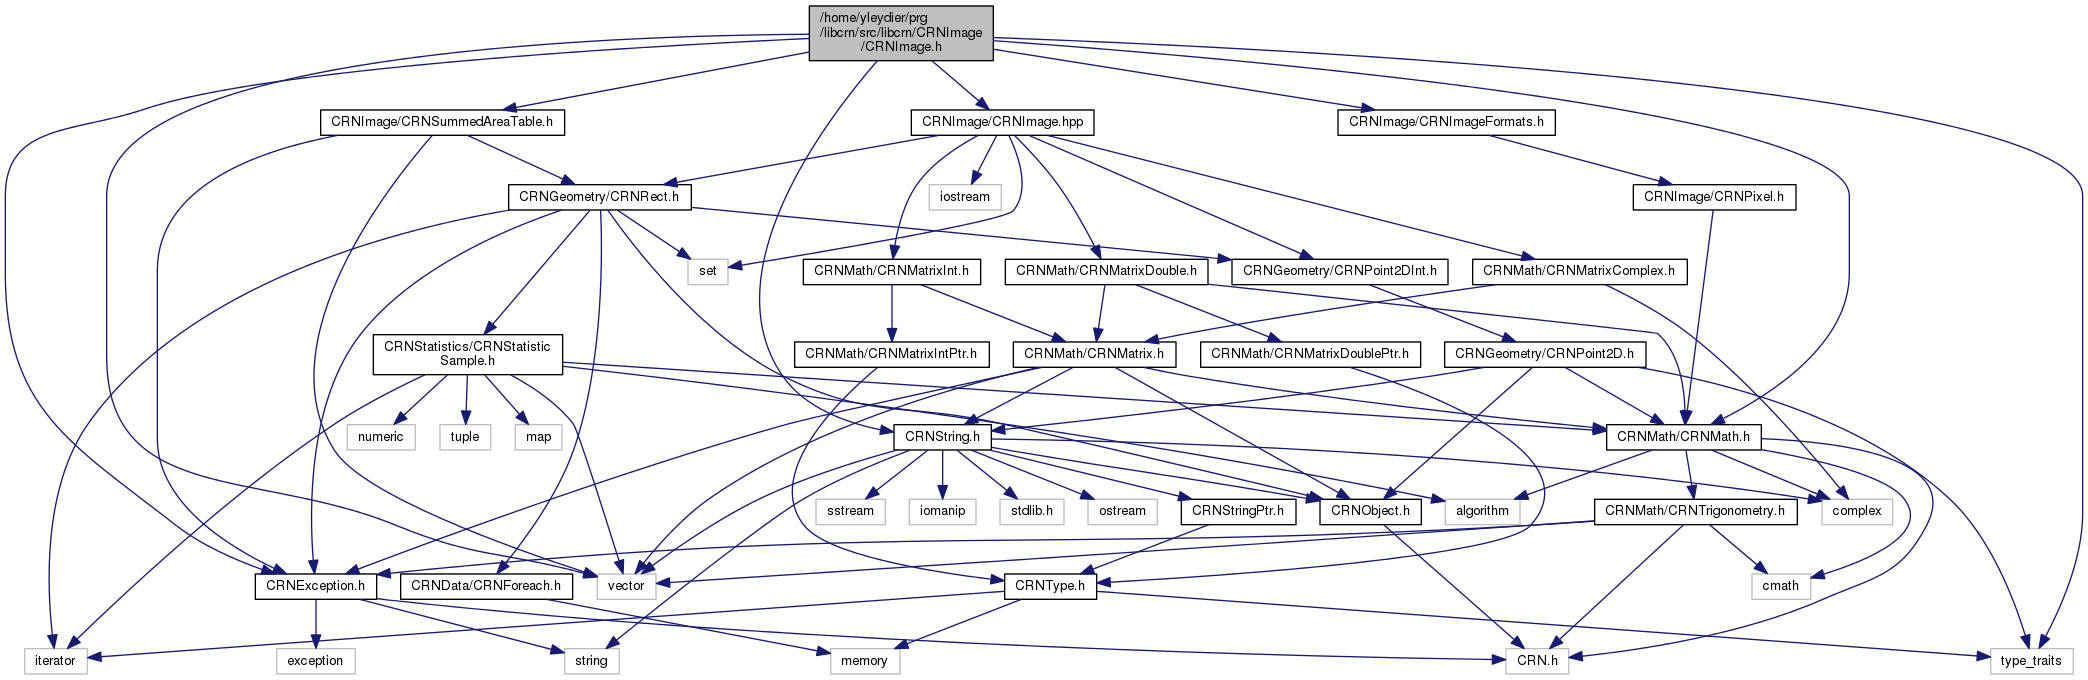 /home/yleydier/prg
/libcrn/src/libcrn/CRNImage
/CRNImage.h
CRNImage/CRNSummedAreaTable.h
CRNImage/CRNImage.hpp
CRNImage/CRNImageFormats.h
CRNGeometry/CRNRect.h
iostream
CRNImage/CRNPixel.h
set
CRNMath/CRNMatrixInt.h
CRNMath/CRNMatrixDouble.h
CRNGeometry/CRNPoint2DInt.h
CRNMath/CRNMatrixComplex.h
CRNStatistics/CRNStatistic
Sample.h
CRNMath/CRNMatrixIntPtr.h
CRNMath/CRNMatrix.h
CRNMath/CRNMatrixDoublePtr.h
CRNGeometry/CRNPoint2D.h
numeric
tuple
map
CRNString.h
CRNMath/CRNMath.h
sstream
iomanip
stdlib.h
ostream
CRNStringPtr.h
CRNObject.h
algorithm
CRNMath/CRNTrigonometry.h
complex
CRNException.h
CRNData/CRNForeach.h
vector
CRNType.h
cmath
iterator
exception
string
memory
CRN.h
type_traits